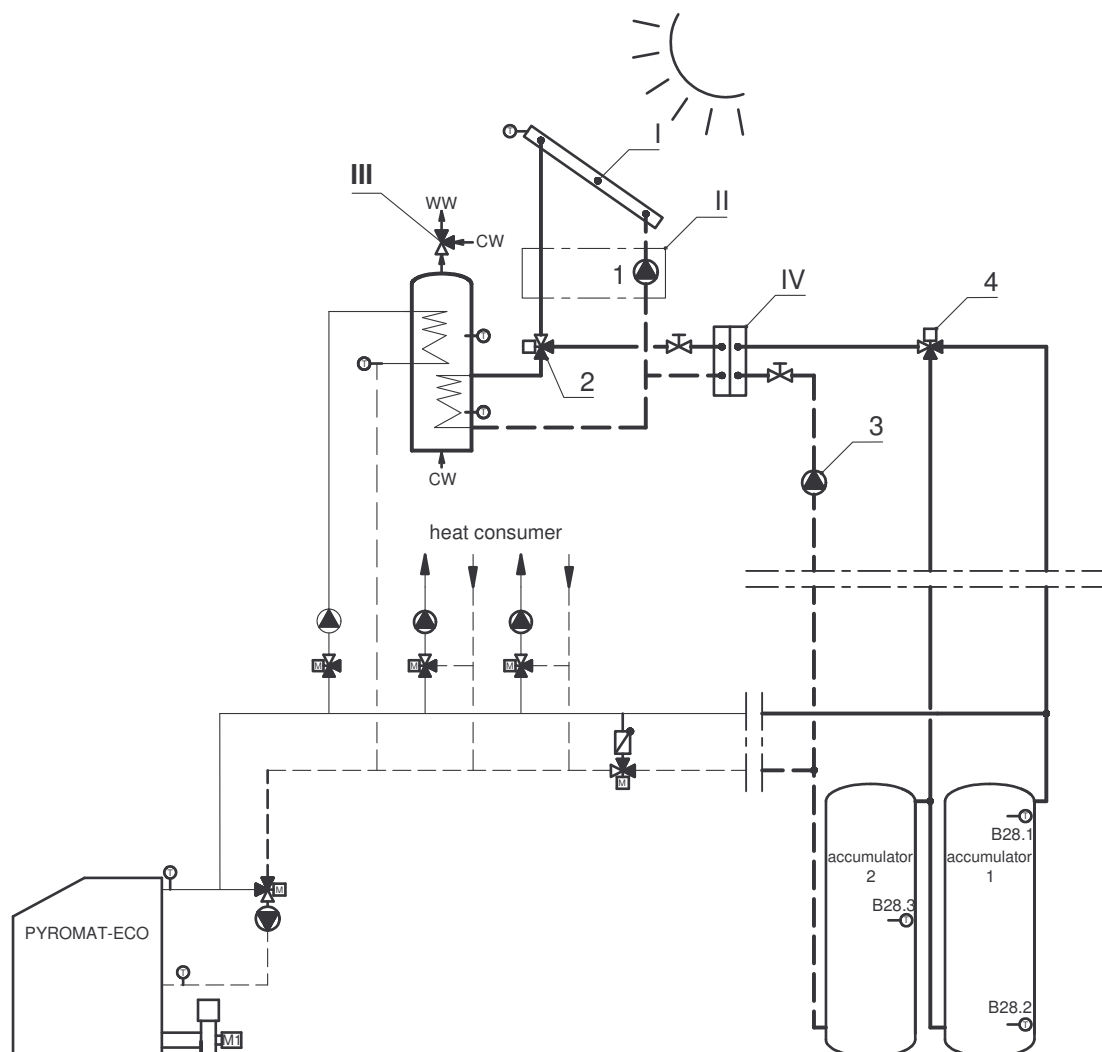 I
III
II
WW
CW
1
IV
4
2
CW
3
heat consumer
M
M
M
M
B28.1
accumulator
2
accumulator
1
B28.3
M
PYROMAT-ECO
B28.2
M1
T
T
T
T
T
T
T
T
T